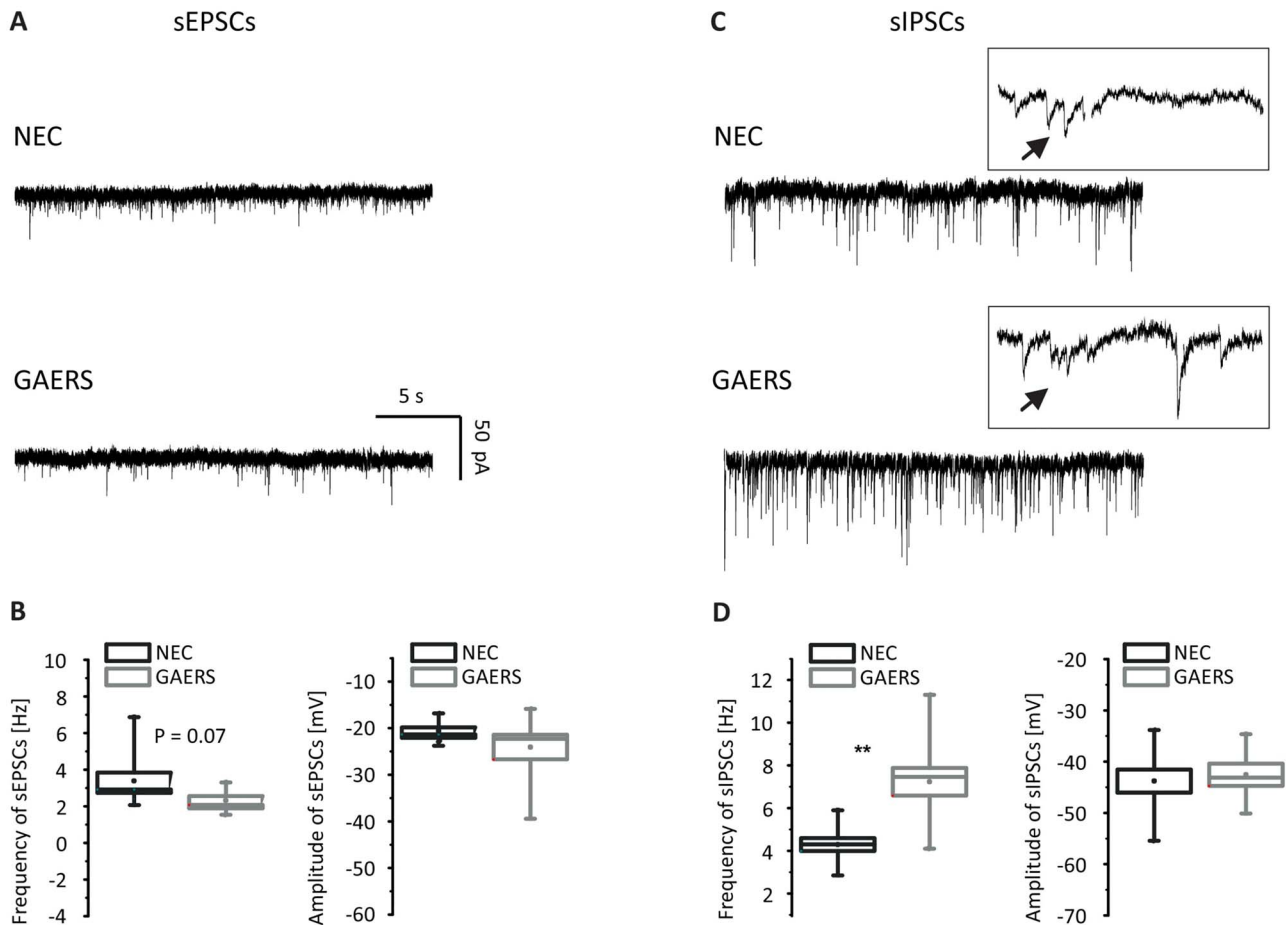 A
sEPSCs
NEC
GAERS
5 s
50 pA
B
NEC
GAERS
Frequency of sEPSCs [Hz]
10
8
6
4
2
0
-2
-4
P = 0.07
NEC
GAERS
Amplitude of sEPSCs [mV]
-10
-20
-30
-40
-50
-60
C
sIPSCs
NEC
GAERS
D
NEC
GAERS
Frequency of sIPSCs [Hz]
12
10
8
6
4
2
**
NEC
GAERS
Amplitude of sIPSCs [mV]
-20
-30
-40
-50
-60
-70